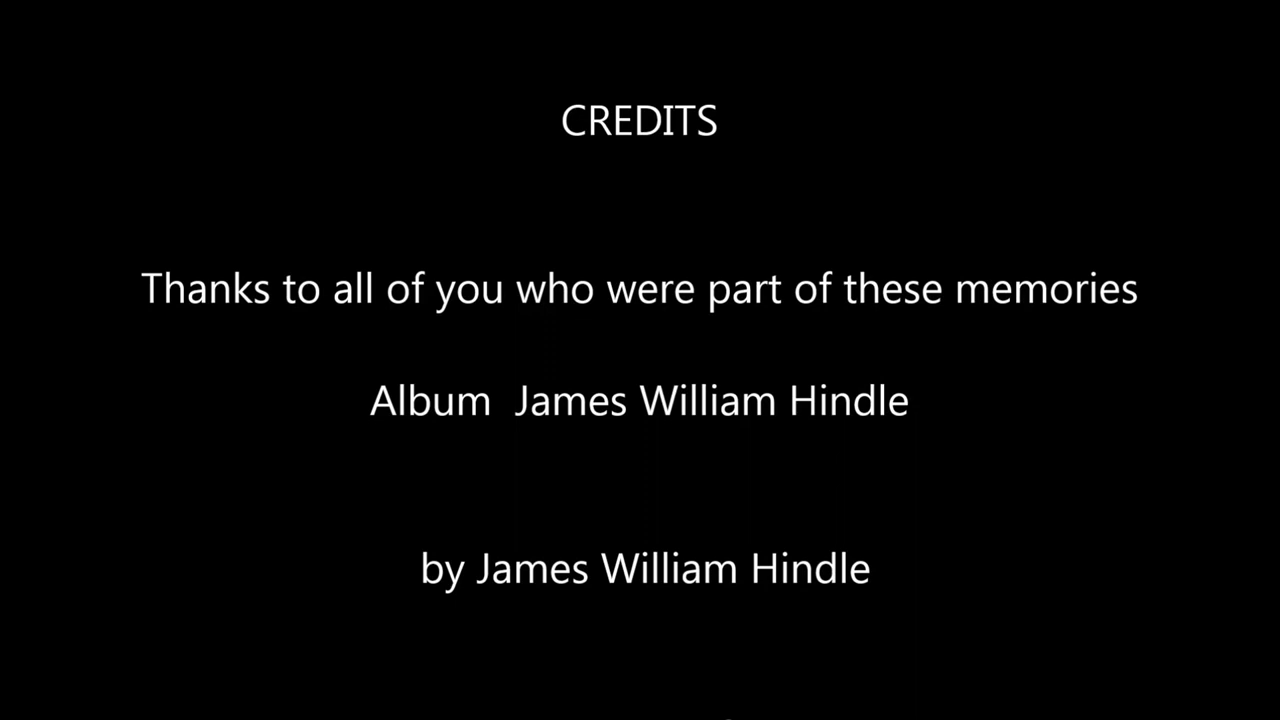 CREDITS
Thanks to all of you who were part of these memories
Album  James William Hindle
by James William Hindle